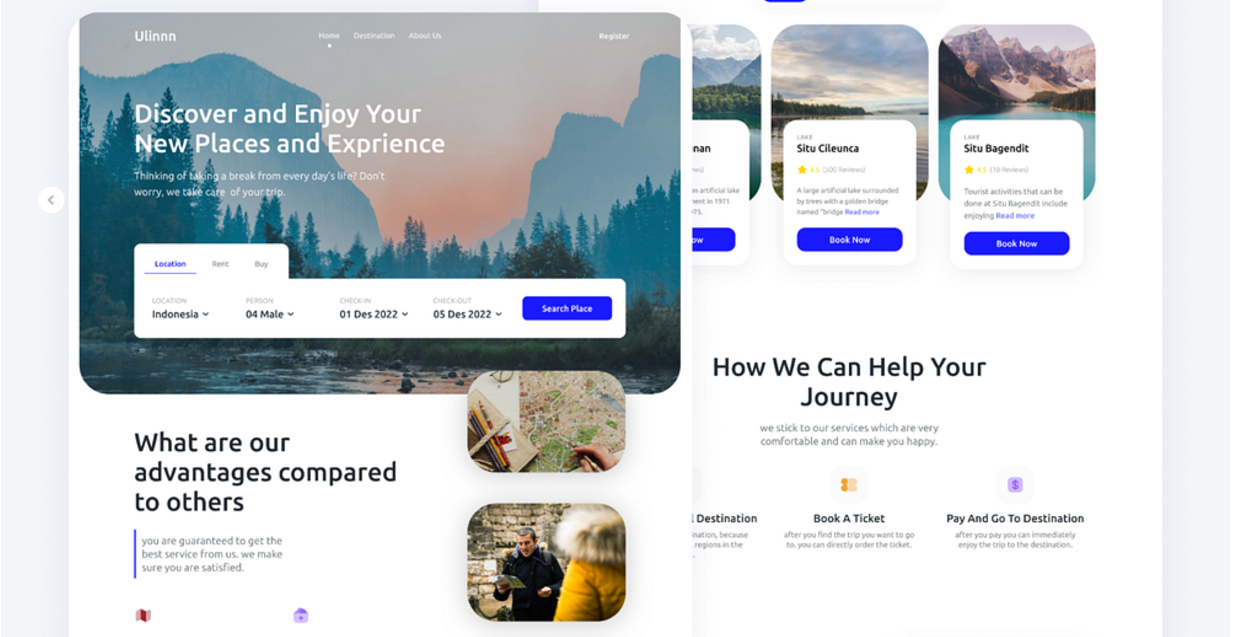 Ulinnn
Home Destination About Us
Register
Discover and Enjoy Your
New Places and Exprience
Thinking of taking a break from every day's life? Don't
worry, we take care of your trip.
Location Rent Buy
LOCATION PERSON CHECK-IN CHECK-OUT
Indonesia 04 Male 01 Des 2022 05 Des 2022
Search Place
What are our
advantages compared
to others
you are guaranteed to get the
best service from us. we make
sure you are satisfied.
nan
an artificial lake
ment in 1971
LAKE
Situ Cileunca
4.5 (500 Reviews)
A large artificial lake surrounded
by trees with a golden bridge
named "bridge Read more
Book Now
LAKE
Situ Bagendit
4.5 (10 Reviews)
Tourist activities that can be
done at Situ Bagendit include
enjoying Read more
Book Now
How We Can Help Your
Journey
we stick to our services which are very
comfortable and can make you happy.
l Destination
nation, because
regions in the
Book A Ticket
after you find the trip you want to go
to. you can directly order the ticket.
Pay And Go To Destination
after you pay you can immediately
enjoy the trip to the destination.